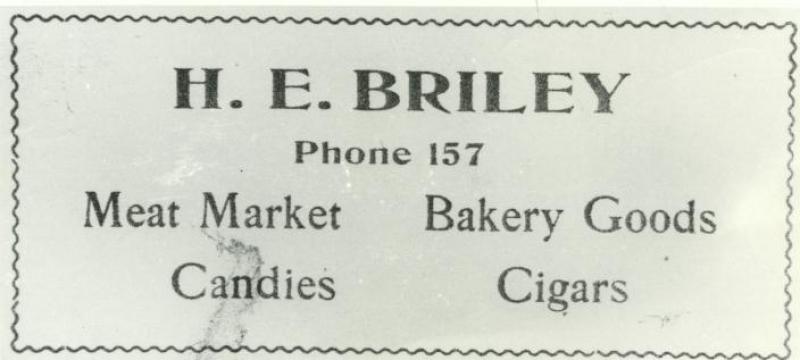 H. E. BRILEY
Phone 157
Meat Market Bakery Goods
Candies Cigars